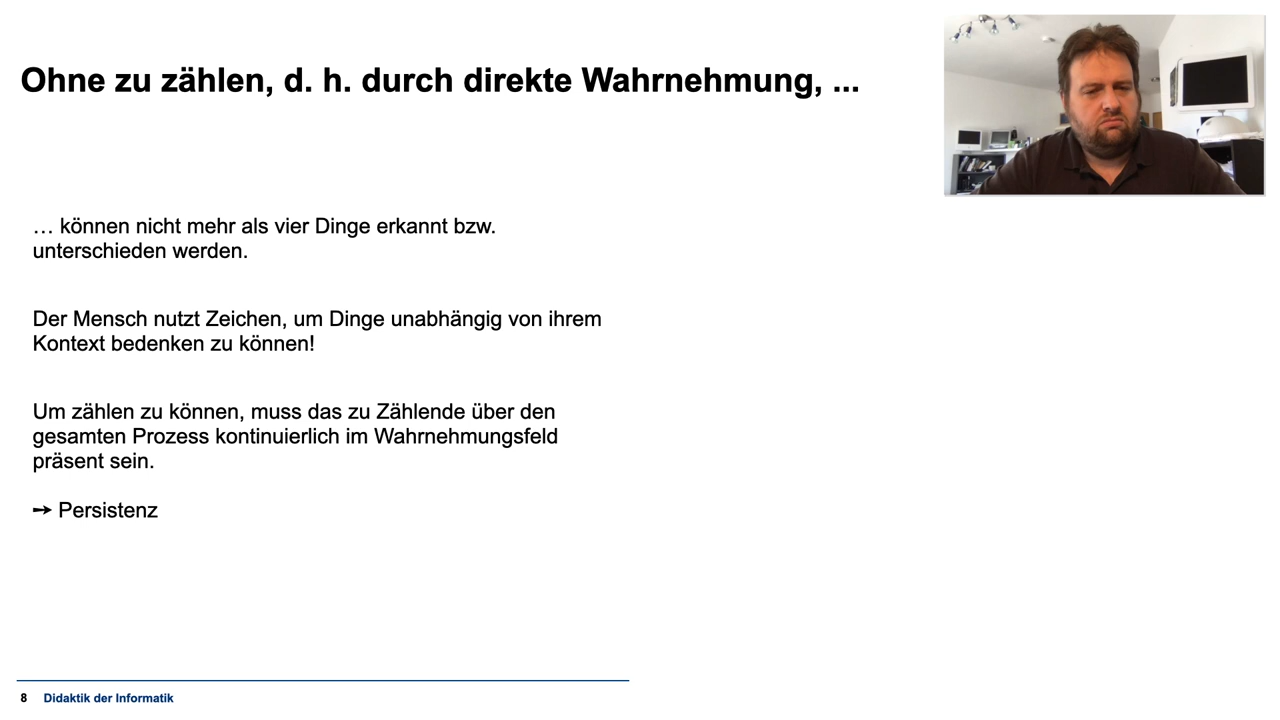 Ohne zu zählen, d. h. durch direkte Wahrnehmung, ...
… können nicht mehr als vier Dinge erkannt bzw.
unterschieden werden.
Der Mensch nutzt Zeichen, um Dinge unabhängig von ihrem
Kontext bedenken zu können!
Um zählen zu können, muss das zu Zählende über den
gesamten Prozess kontinuierlich im Wahrnehmungsfeld
präsent sein.
➙ Persistenz
8 Didaktik der Informatik